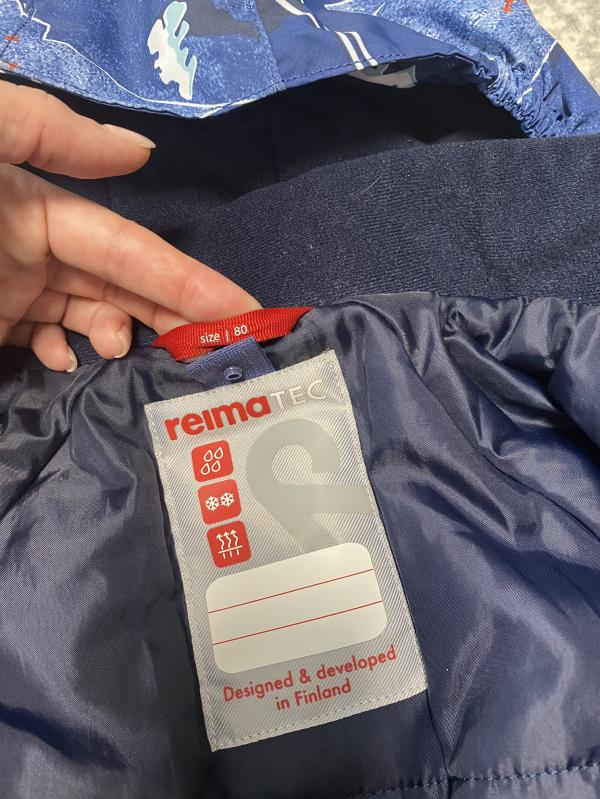 size | 80
reimaTEC
Designed & developed
in Finland